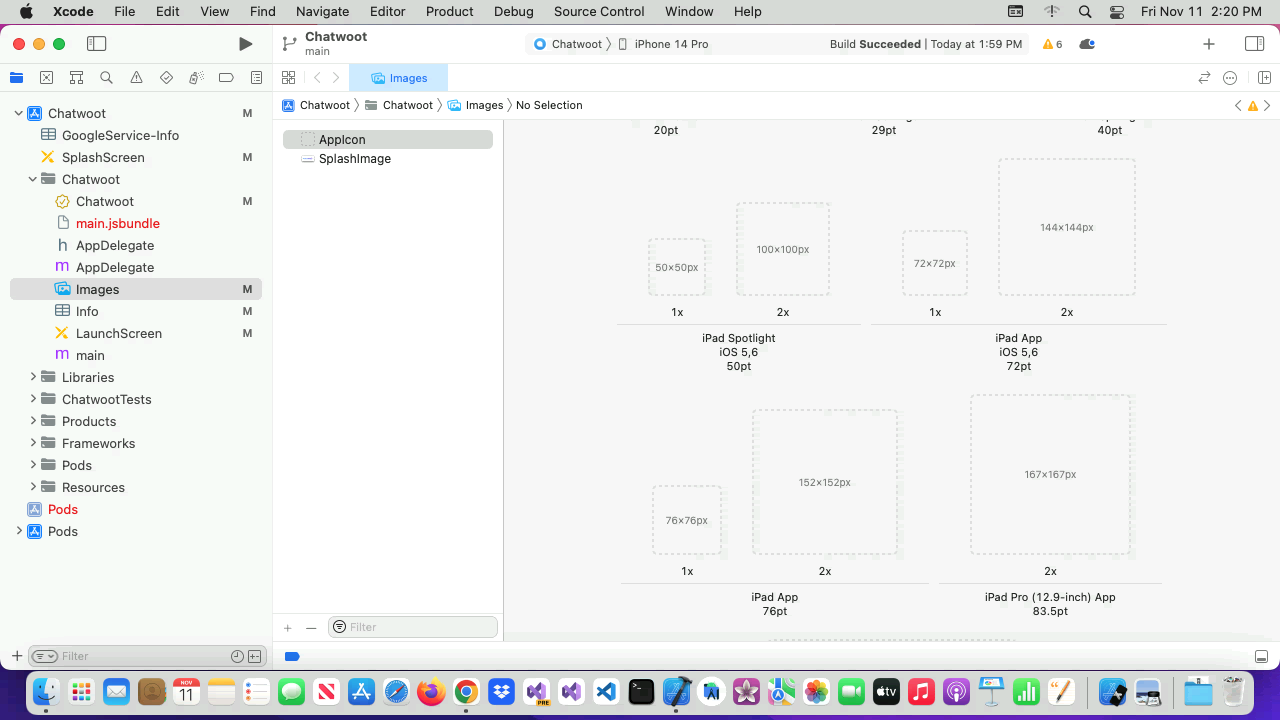 Xcode File Edit View Find Navigate Editor Product Debug Source Control Window Help Fri Nov 11 2:20 PM
Chatwoot
main
Chatwoot
iPhone 14 Pro
Build Succeeded | Today at 1:59 PM
6
Images
Chatwoot
Chatwoot
Images
No Selection
Chatwoot M
GoogleService-Info
SplashScreen M
Chatwoot
Chatwoot M
main.jsbundle
h AppDelegate
m AppDelegate
Images M
Info M
LaunchScreen M
m main
Libraries
ChatwootTests
Products
Frameworks
Pods
Resources
Pods
Pods
Filter
AppIcon
SplashImage
Filter
20pt
29pt
40pt
50×50px
100×100px
72×72px
144×144px
1x
2x
1x
2x
iPad Spotlight
iOS 5,6
50pt
iPad App
iOS 5,6
72pt
76×76px
152×152px
167×167px
1x
2x
2x
iPad App
76pt
iPad Pro (12.9-inch) App
83.5pt
NOV
11
PRE
tv